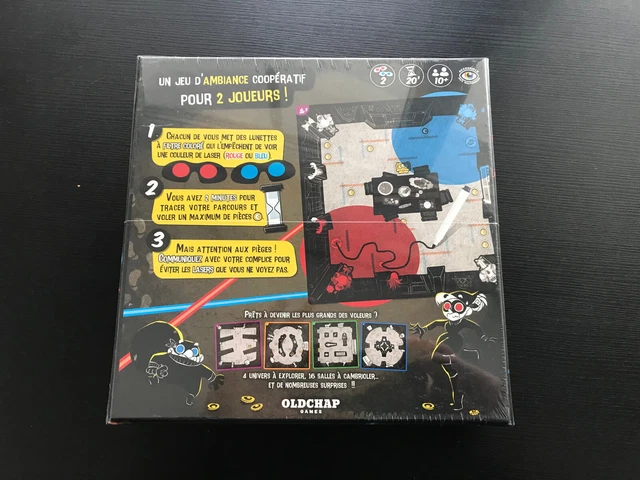 UN JEU D'AMBIANCE COOPÉRATIF
POUR 2 JOUEURS !
2
20'
10+
1
CHACUN DE VOUS MET DES LUNETTES
À FILTRE COLORÉ QUI L'EMPÊCHENT DE VOIR
UNE COULEUR DE LASER (ROUGE OU BLEU).
2
VOUS AVEZ 2 MINUTES POUR
TRACER VOTRE PARCOURS ET
VOLER UN MAXIMUM DE PIÈCES
3
MAIS ATTENTION AUX PIÈGES !
COMMUNIQUEZ AVEC VOTRE COMPLICE POUR
ÉVITER LES LASERS QUE VOUS NE VOYEZ PAS.
PRÊTS À DEVENIR LES PLUS GRANDS DES VOLEURS ?
4 UNIVERS À EXPLORER, 16 SALLES À CAMBRIOLER...
ET DE NOMBREUSES SURPRISES !!
OLDCHAP
GAMES